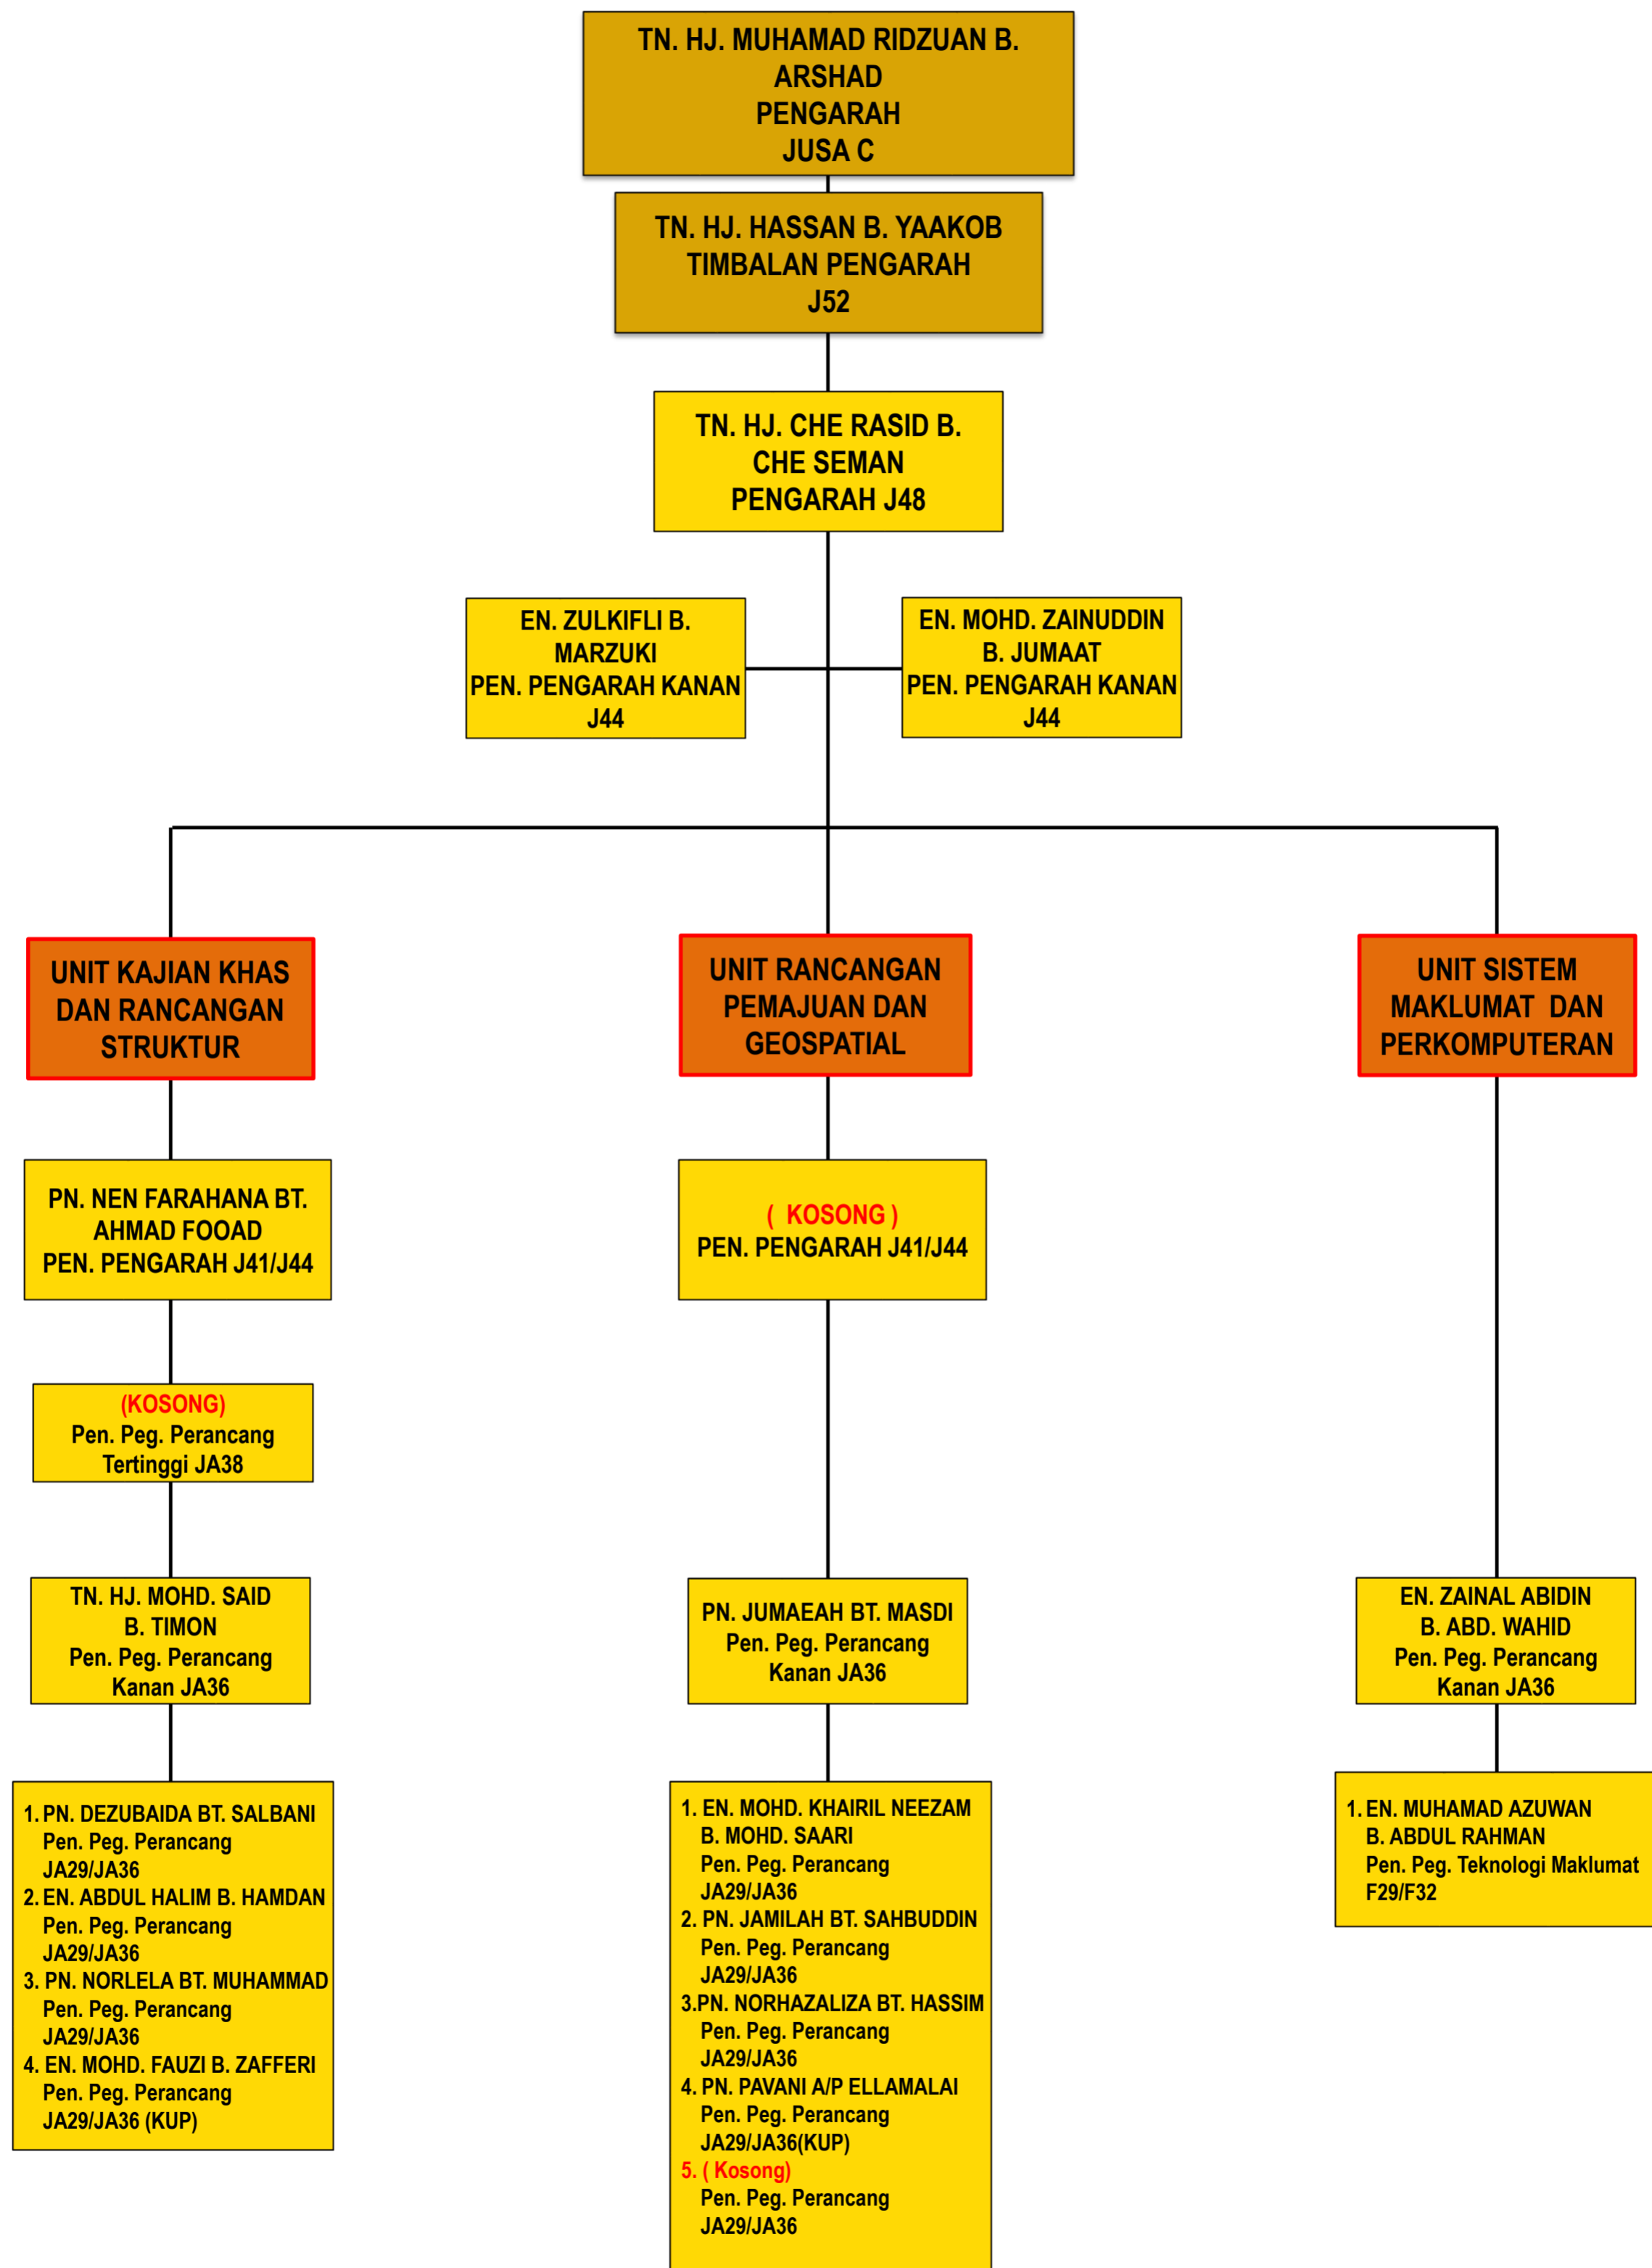 TN. HJ. MUHAMAD RIDZUAN B.
ARSHAD
PENGARAH
JUSA C
TN. HJ. HASSAN B. YAAKOB
TIMBALAN PENGARAH
J52
TN. HJ. CHE RASID B.
CHE SEMAN
PENGARAH J48
EN. ZULKIFLI B.
MARZUKI
PEN. PENGARAH KANAN
J44
EN. MOHD. ZAINUDDIN
B. JUMAAT
PEN. PENGARAH KANAN
J44
UNIT KAJIAN KHAS
DAN RANCANGAN
STRUKTUR
PN. NEN FARAHANA BT.
AHMAD FOOAD
PEN. PENGARAH J41/J44
(KOSONG)
Pen. Peg. Perancang
Tertinggi JA38
TN. HJ. MOHD. SAID
B. TIMON
Pen. Peg. Perancang
Kanan JA36
1. PN. DEZUBAIDA BT. SALBANI
Pen. Peg. Perancang
JA29/JA36
2. EN. ABDUL HALIM B. HAMDAN
Pen. Peg. Perancang
JA29/JA36
3. PN. NORLELA BT. MUHAMMAD
Pen. Peg. Perancang
JA29/JA36
4. EN. MOHD. FAUZI B. ZAFFERI
Pen. Peg. Perancang
JA29/JA36 (KUP)
UNIT RANCANGAN
PEMAJUAN DAN
GEOSPATIAL
( KOSONG )
PEN. PENGARAH J41/J44
PN. JUMAEAH BT. MASDI
Pen. Peg. Perancang
Kanan JA36
1. EN. MOHD. KHAIRIL NEEZAM
B. MOHD. SAARI
Pen. Peg. Perancang
JA29/JA36
2. PN. JAMILAH BT. SAHBUDDIN
Pen. Peg. Perancang
JA29/JA36
3.PN. NORHAZALIZA BT. HASSIM
Pen. Peg. Perancang
JA29/JA36
4. PN. PAVANI A/P ELLAMALAI
Pen. Peg. Perancang
JA29/JA36(KUP)
5. ( Kosong)
Pen. Peg. Perancang
JA29/JA36
UNIT SISTEM
MAKLUMAT DAN
PERKOMPUTERAN
EN. ZAINAL ABIDIN
B. ABD. WAHID
Pen. Peg. Perancang
Kanan JA36
1. EN. MUHAMAD AZUWAN
B. ABDUL RAHMAN
Pen. Peg. Teknologi Maklumat
F29/F32